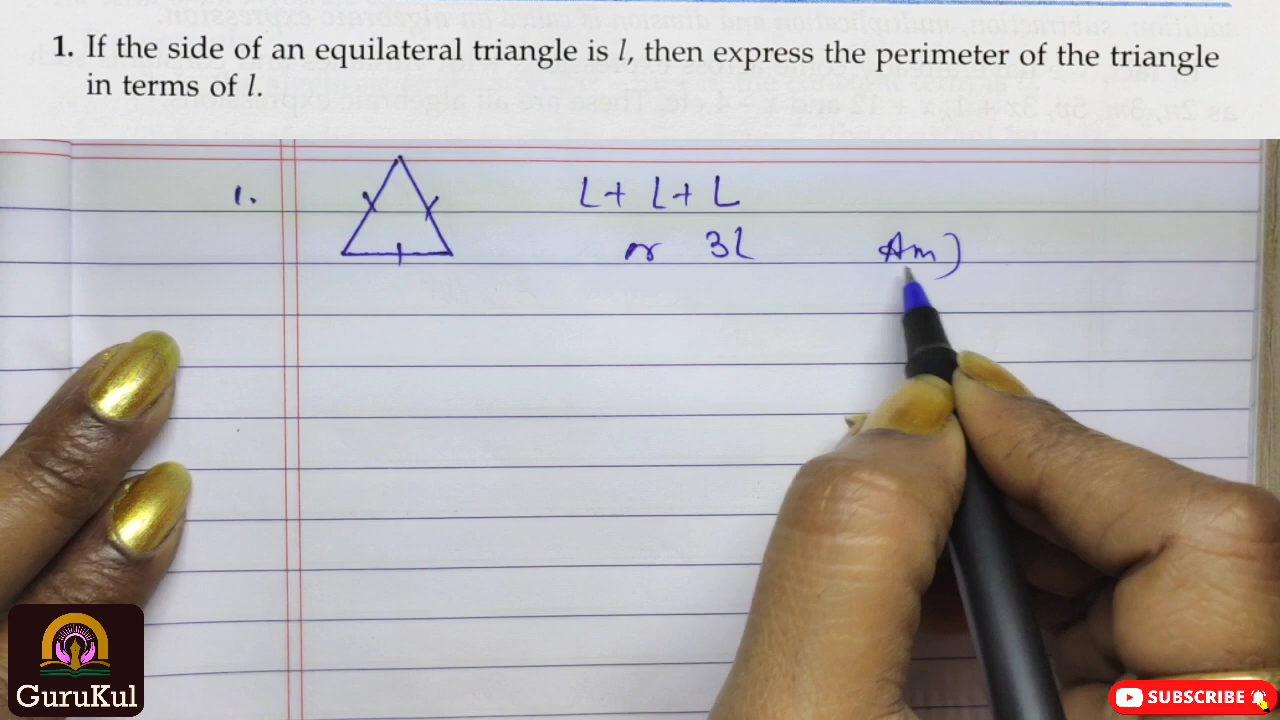 1. If the side of an equilateral triangle is l, then express the perimeter of the triangle
in terms of l.
1. L + L + L
or 3l Ans)
GuruKul
SUBSCRIBE